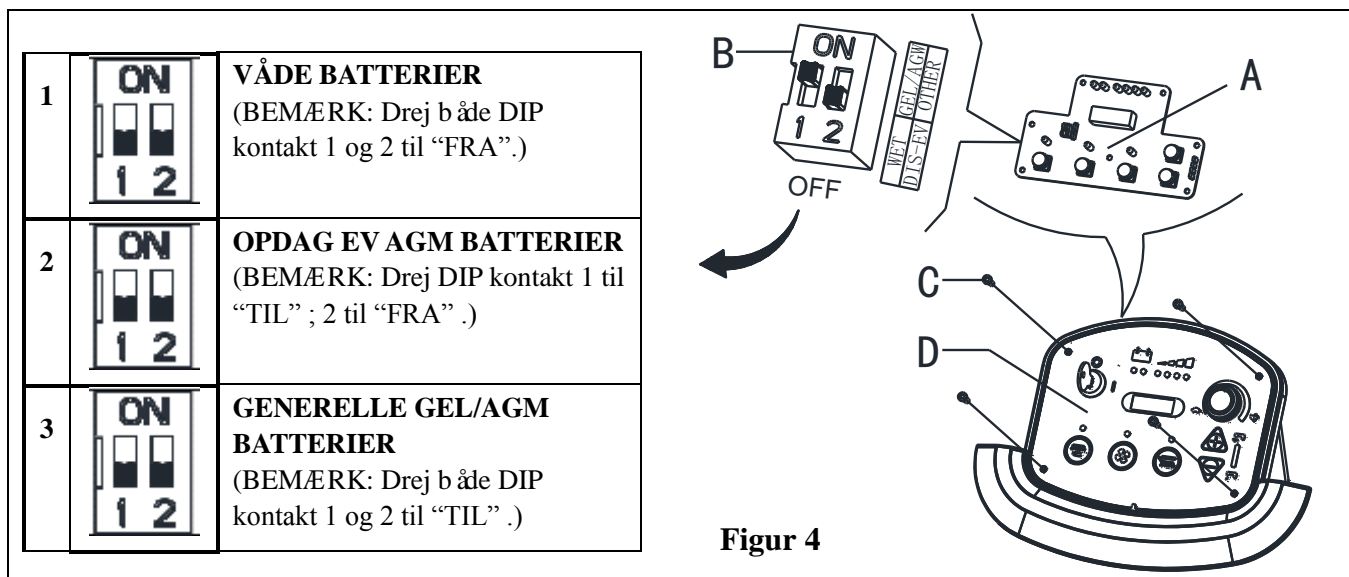 1
ON
1 2
VÅDE BATTERIER
(BEMÆRK: Drej både DIP
kontakt 1 og 2 til “FRA”.)
2
ON
1 2
OPDAG EV AGM BATTERIER
(BEMÆRK: Drej DIP kontakt 1 til
“TIL” ; 2 til “FRA” .)
3
ON
1 2
GENERELLE GEL/AGM
BATTERIER
(BEMÆRK: Drej både DIP
kontakt 1 og 2 til “TIL” .)
B
ON
1 2
OFF
WET
GEL/AGW
DIS-EV
OTHER
A
C
D
Figur 4